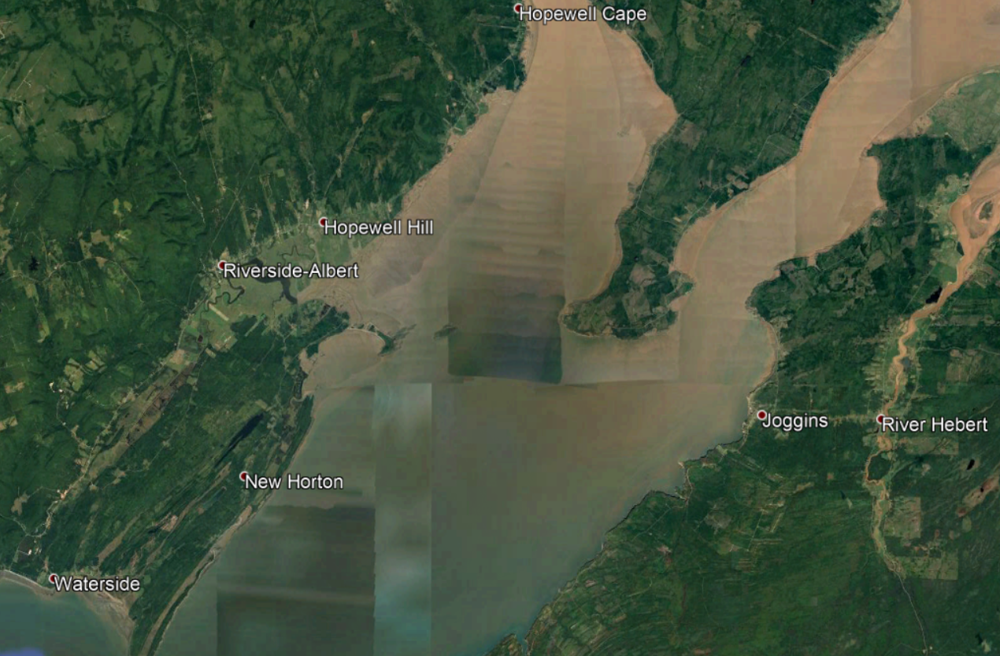 Hopewell Cape
Hopewell Hill
Riverside-Albert
Joggins
River Hebert
New Horton
Waterside